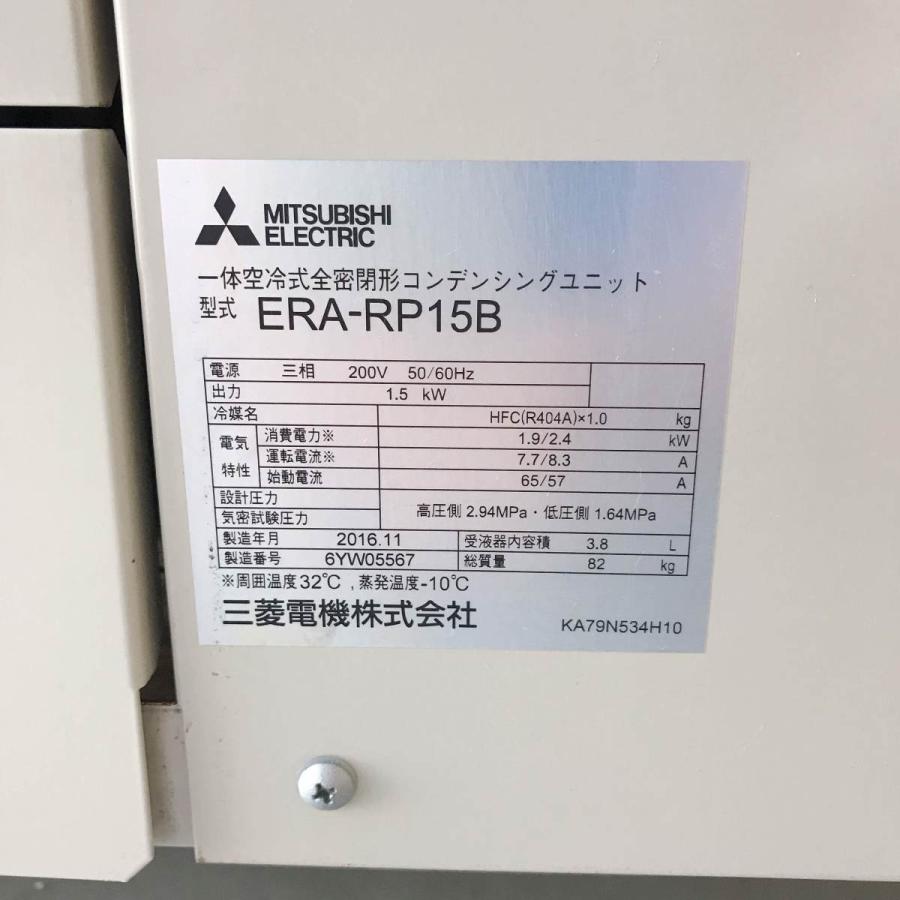 MITSUBISHI
ELECTRIC
一体空冷式全密閉形コンデンシングユニット
型式 ERA-RP15B
電源 三相 200V 50/60Hz
出力 1.5 kW
冷媒名 HFC(R404A)×1.0 kg
電気特性 消費電力※ 1.9/2.4 kW
運転電流※ 7.7/8.3 A
始動電流 65/57 A
設計圧力
気密試験圧力 高圧側 2.94MPa・低圧側 1.64MPa
製造年月 2016.11 受液器内容積 3.8 L
製造番号 6YW05567 総質量 82 kg
※周囲温度32℃ , 蒸発温度-10℃
三菱電機株式会社 KA79N534H10